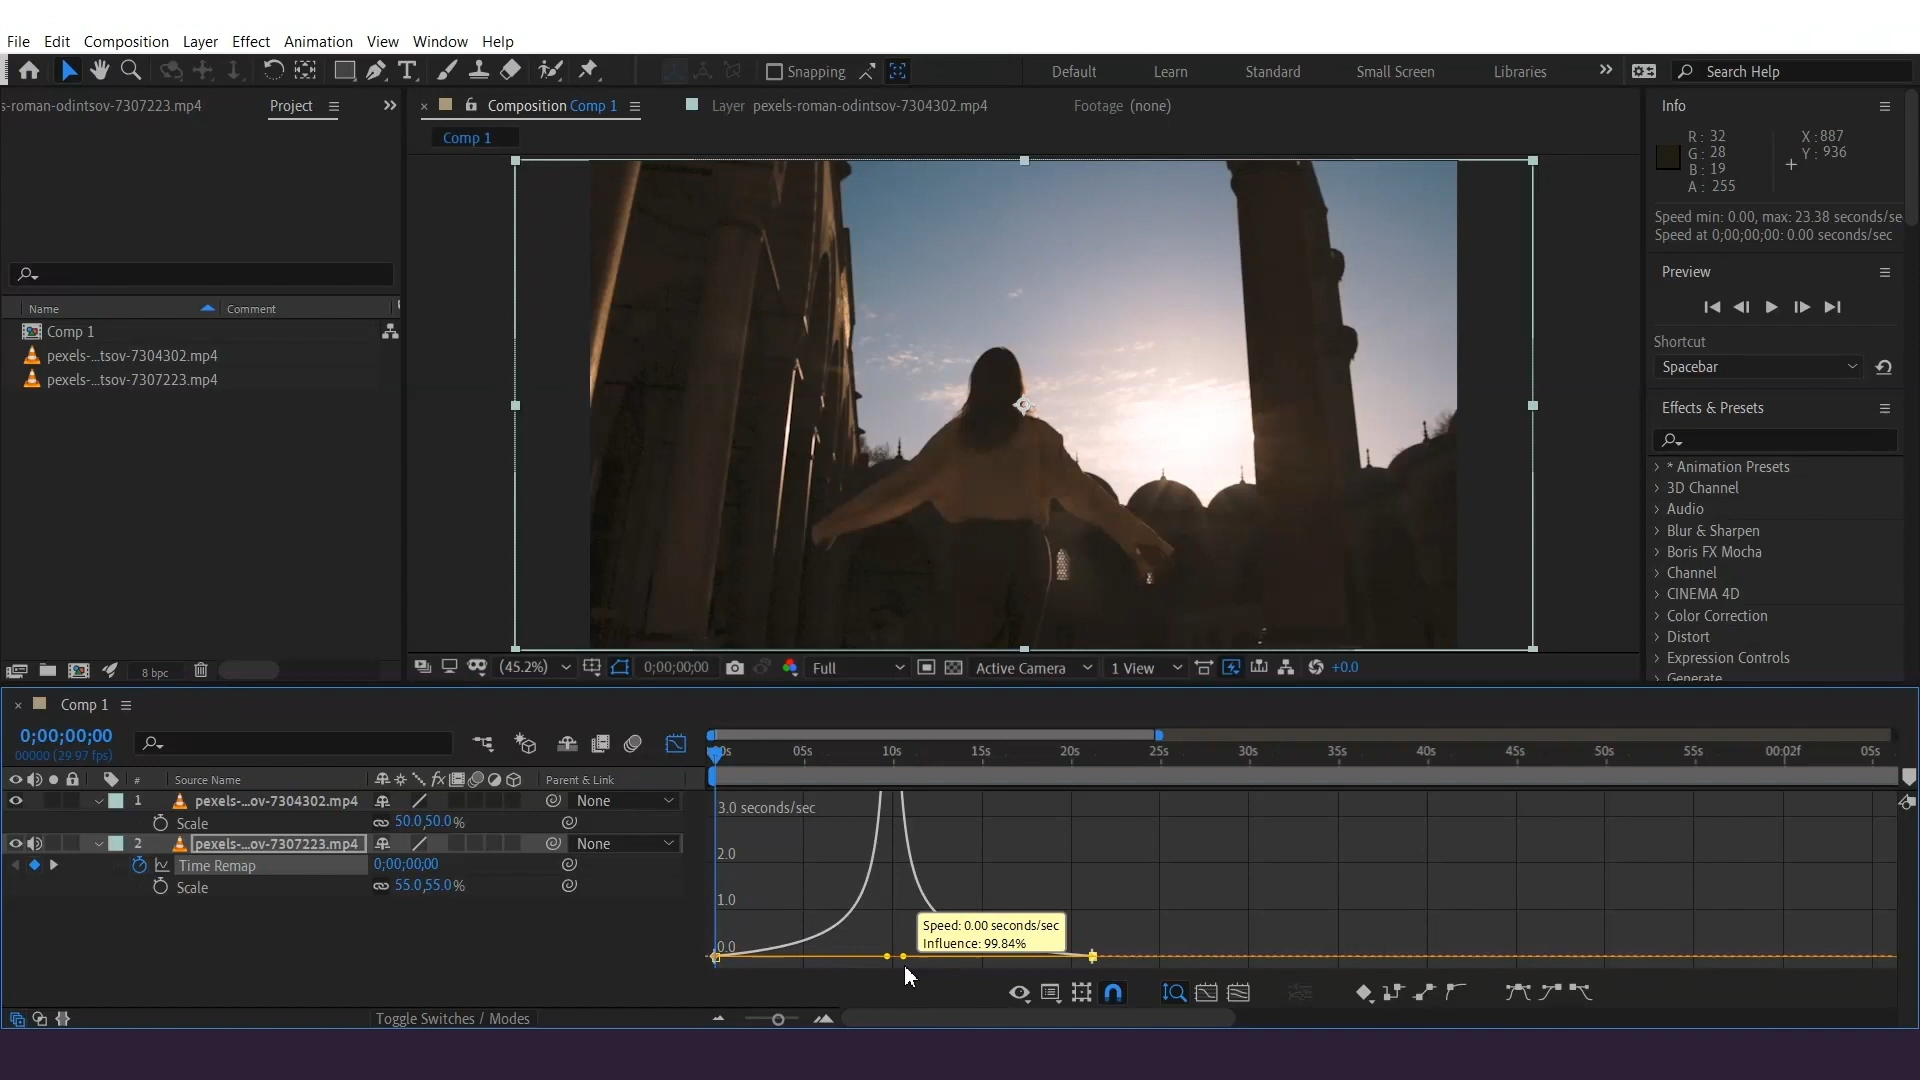 File Edit Composition Layer Effect Animation View Window Help
Snapping Default Learn Standard Small Screen Libraries Search Help
s-roman-odintsov-7307223.mp4 Project Composition Comp 1 Layer pexels-roman-odintsov-7304302.mp4 Footage (none) Info
Comp 1
R: 32 X: 887
G: 28 Y: 936
B: 19
A: 255
Speed min: 0.00, max: 23.38 seconds/se
Speed at 0;00;00;00: 0.00 seconds/sec
Preview
Name Comment
Comp 1
Shortcut
pexels-...tsov-7304302.mp4
Spacebar
pexels-...tsov-7307223.mp4
Effects & Presets
* Animation Presets
3D Channel
Audio
Blur & Sharpen
Boris FX Mocha
Channel
CINEMA 4D
Color Correction
Distort
Expression Controls
Generate
8 bpc (45.2%) 0;00;00;00 Full Active Camera 1 View +0.0
Comp 1
0;00;00;00
00000 (29.97 fps)
00s 05s 10s 15s 20s 25s 30s 35s 40s 45s 50s 55s 00:02f 05s
# Source Name fx Parent & Link
1 pexels-...ov-7304302.mp4 None
3.0 seconds/sec
Scale 50.0,50.0%
2 pexels-...ov-7307223.mp4 None
2.0
Time Remap 0;00;00;00
Scale 55.0,55.0%
1.0
Speed: 0.00 seconds/sec
Influence: 99.84%
0.0
Toggle Switches / Modes